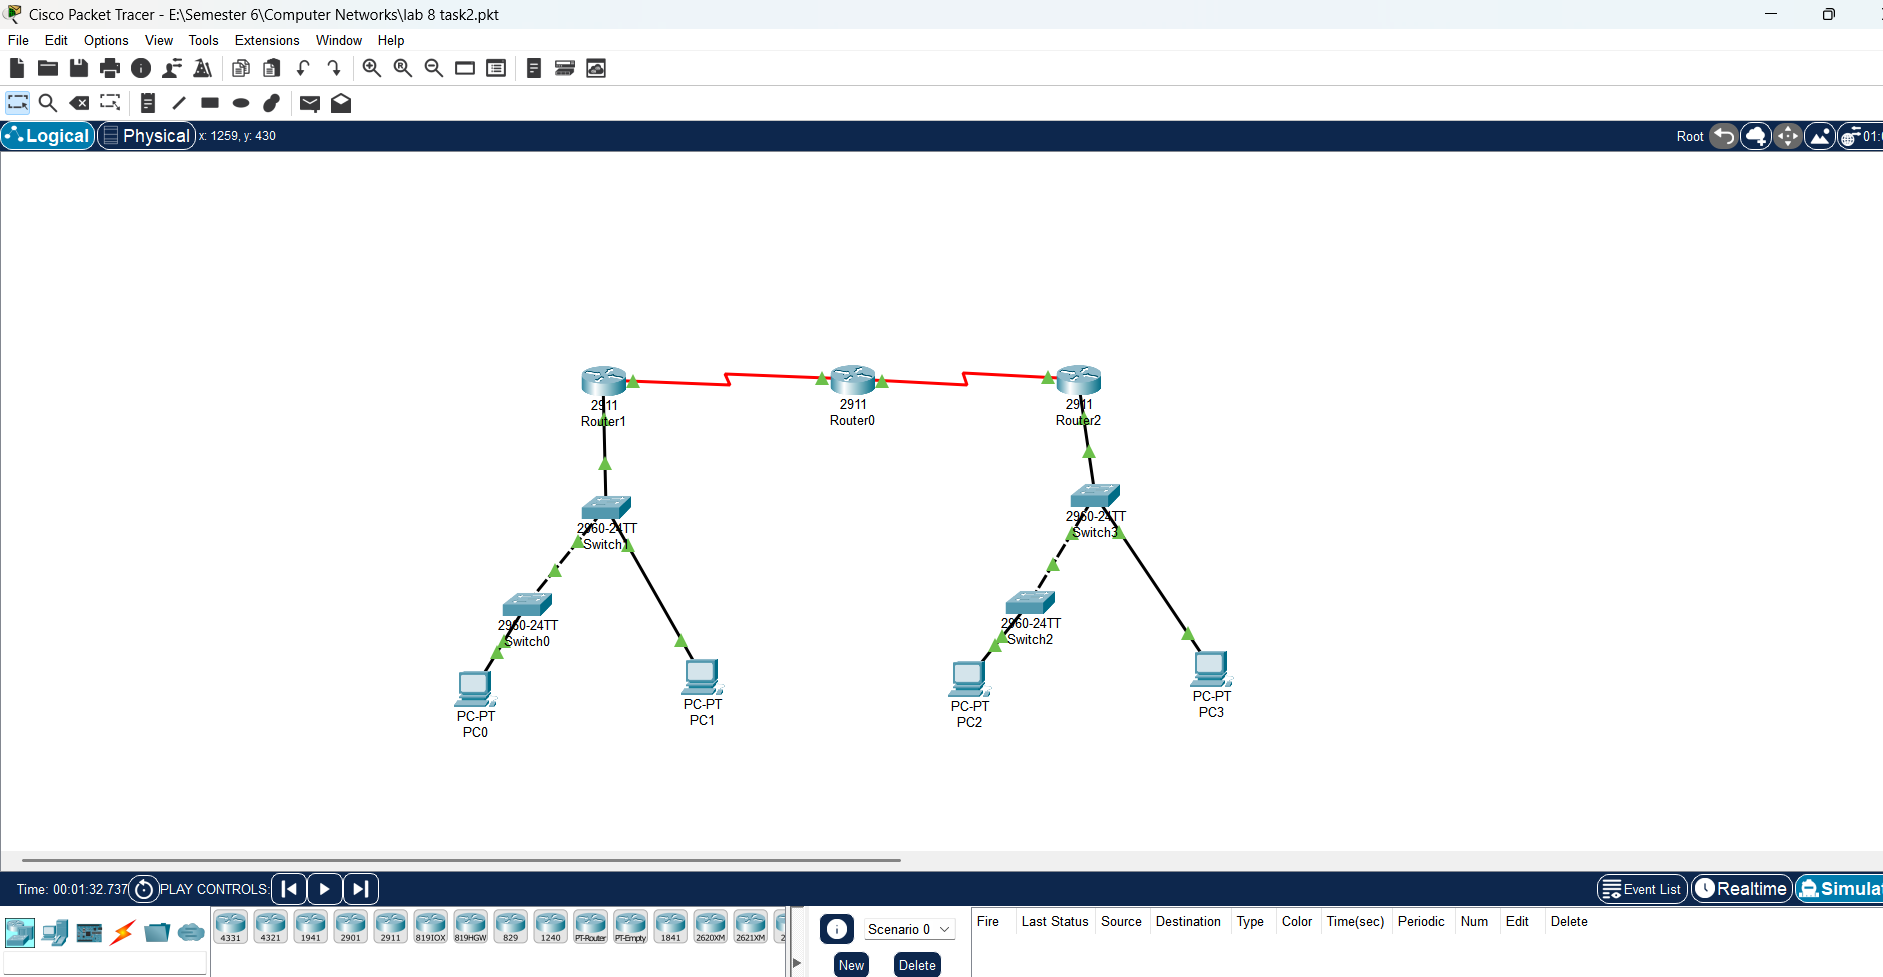 Cisco Packet Tracer - E:\Semester 6\Computer Networks\lab 8 task2.pkt
File Edit Options View Tools Extensions Window Help
Logical Physical x: 1259, y: 430 Root
2911
Router1
2911
Router0
2911
Router2
2960-24TT
Switch1
2960-24TT
Switch3
2960-24TT
Switch0
2960-24TT
Switch2
PC-PT
PC0
PC-PT
PC1
PC-PT
PC2
PC-PT
PC3
Time: 00:01:32.737 PLAY CONTROLS: Event List Realtime Simula
4331 4321 1941 2901 2911 819IOX 819HGW 829 1240 PT-Router PT-Empty 1841 2620XM 2621XM 2
Scenario 0
New Delete
Fire Last Status Source Destination Type Color Time(sec) Periodic Num Edit Delete